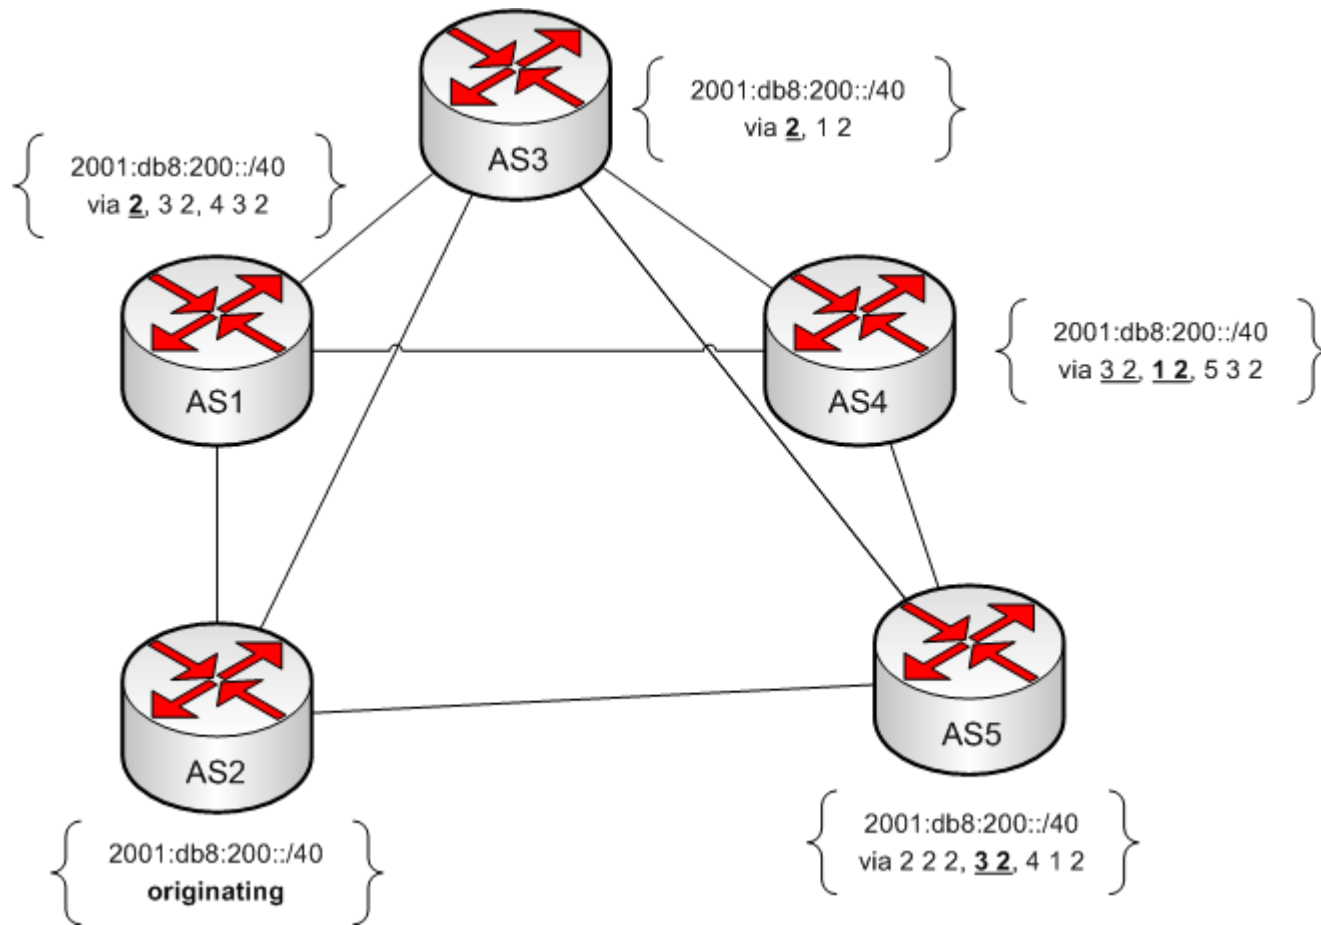 2001:db8:200::/40
via 2, 1 2
AS3
2001:db8:200::/40
via 2, 3 2, 4 3 2
AS1
AS4
2001:db8:200::/40
via 3 2, 1 2, 5 3 2
AS2
2001:db8:200::/40
originating
AS5
2001:db8:200::/40
via 2 2 2, 3 2, 4 1 2